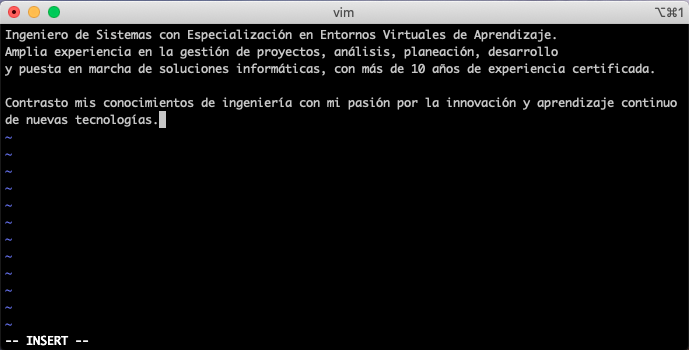 vim
⌥⌘1
Ingeniero de Sistemas con Especialización en Entornos Virtuales de Aprendizaje.
Amplia experiencia en la gestión de proyectos, análisis, planeación, desarrollo
y puesta en marcha de soluciones informáticas, con más de 10 años de experiencia certificada.

Contrasto mis conocimientos de ingeniería con mi pasión por la innovación y aprendizaje continuo
de nuevas tecnologías.
~
~
~
~
~
~
~
~
~
~
~
~
-- INSERT --